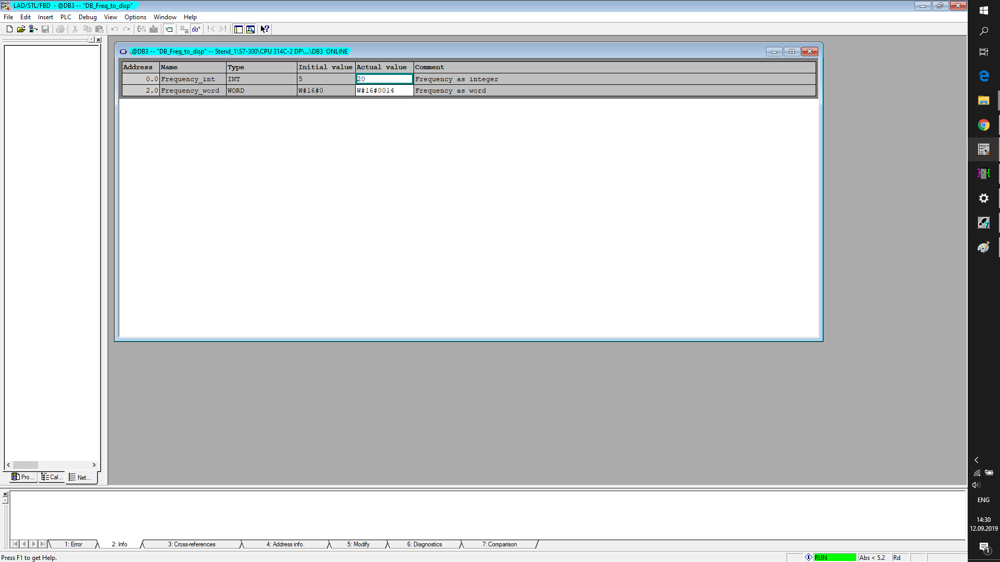 LAD/STL/FBD - @DB3 -- "DB_Freq_to_disp"
File Edit Insert PLC Debug View Options Window Help
@DB3 -- "DB_Freq_to_disp" -- Stend_1\S7-300\CPU 314C-2 DP\...\DB3 ONLINE
Address Name Type Initial value Actual value Comment
0.0 Frequency_int INT 5 20 Frequency as integer
2.0 Frequency_word WORD W#16#0 W#16#0014 Frequency as word
Pro... Cal... Net...
1: Error 2: Info 3: Cross-references 4: Address info. 5: Modify 6: Diagnostics 7: Comparison
Press F1 to get Help.
RUN Abs < 5.2 Rd
ENG
14:30
12.09.2019
1